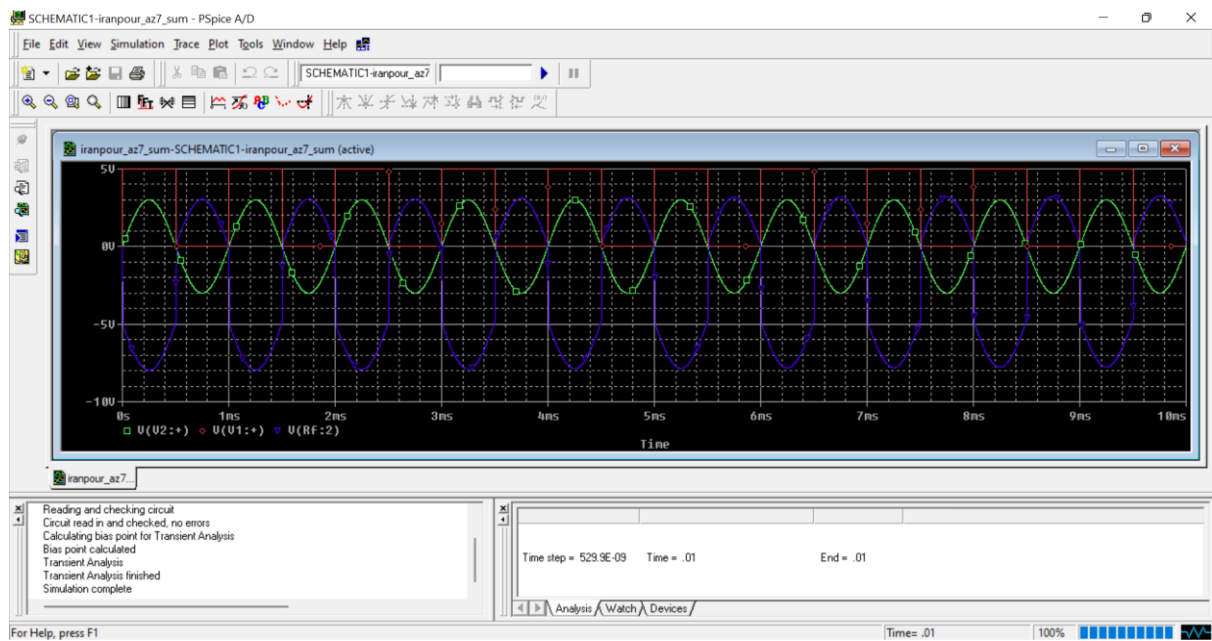 SCHEMATIC1-iranpour_az7_sum - PSpice A/D
File Edit View Simulation Trace Plot Tools Window Help
SCHEMATIC1-iranpour_az7
iranpour_az7_sum-SCHEMATIC1-iranpour_az7_sum (active)
5V
0V
-5V
-10V
0s 1ms 2ms 3ms 4ms 5ms 6ms 7ms 8ms 9ms 10ms
V(V2:+) V(V1:+) V(Rf:2)
Time
iranpour_az7...
Reading and checking circuit
Circuit read in and checked, no errors
Calculating bias point for Transient Analysis
Bias point calculated
Transient Analysis
Transient Analysis finished
Simulation complete
Time step = 529.9E-09 Time = .01 End = .01
Analysis Watch Devices
For Help, press F1 Time= .01 100%